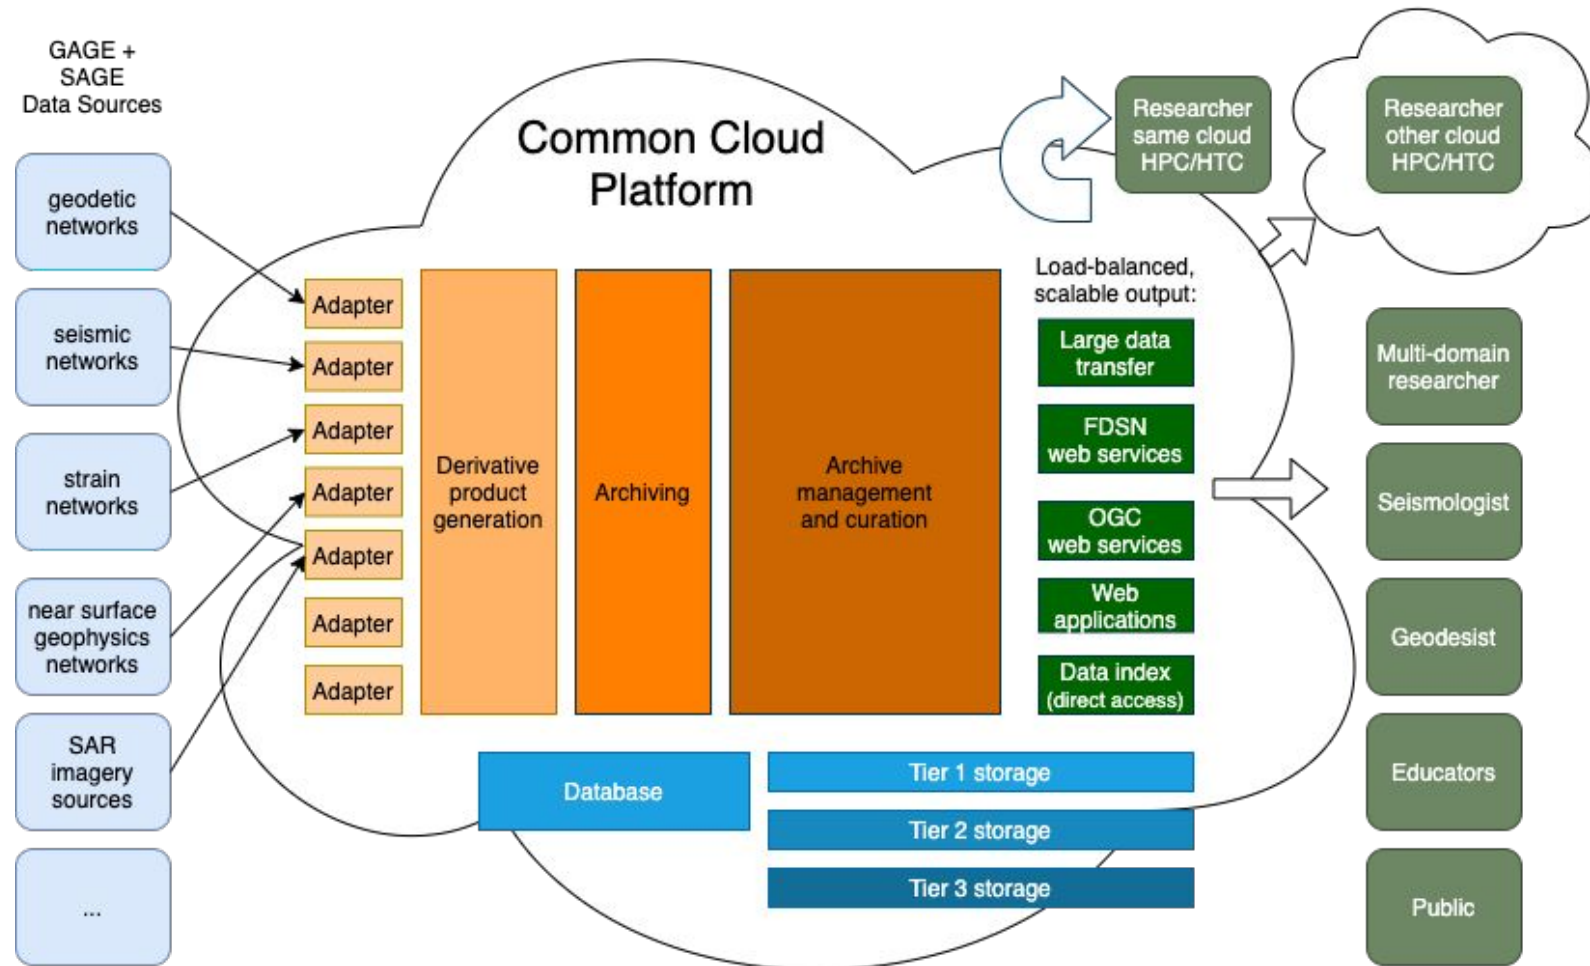 GAGE +
SAGE
Data Sources
geodetic
networks
seismic
networks
strain
networks
near surface
geophysics
networks
SAR
imagery
sources
...
Common Cloud
Platform
Adapter
Adapter
Adapter
Adapter
Adapter
Adapter
Adapter
Derivative
product
generation
Archiving
Archive
management
and curation
Load-balanced,
scalable output:
Large data
transfer
FDSN
web services
OGC
web services
Web
applications
Data index
(direct access)
Database
Tier 1 storage
Tier 2 storage
Tier 3 storage
Researcher
same cloud
HPC/HTC
Researcher
other cloud
HPC/HTC
Multi-domain
researcher
Seismologist
Geodesist
Educators
Public